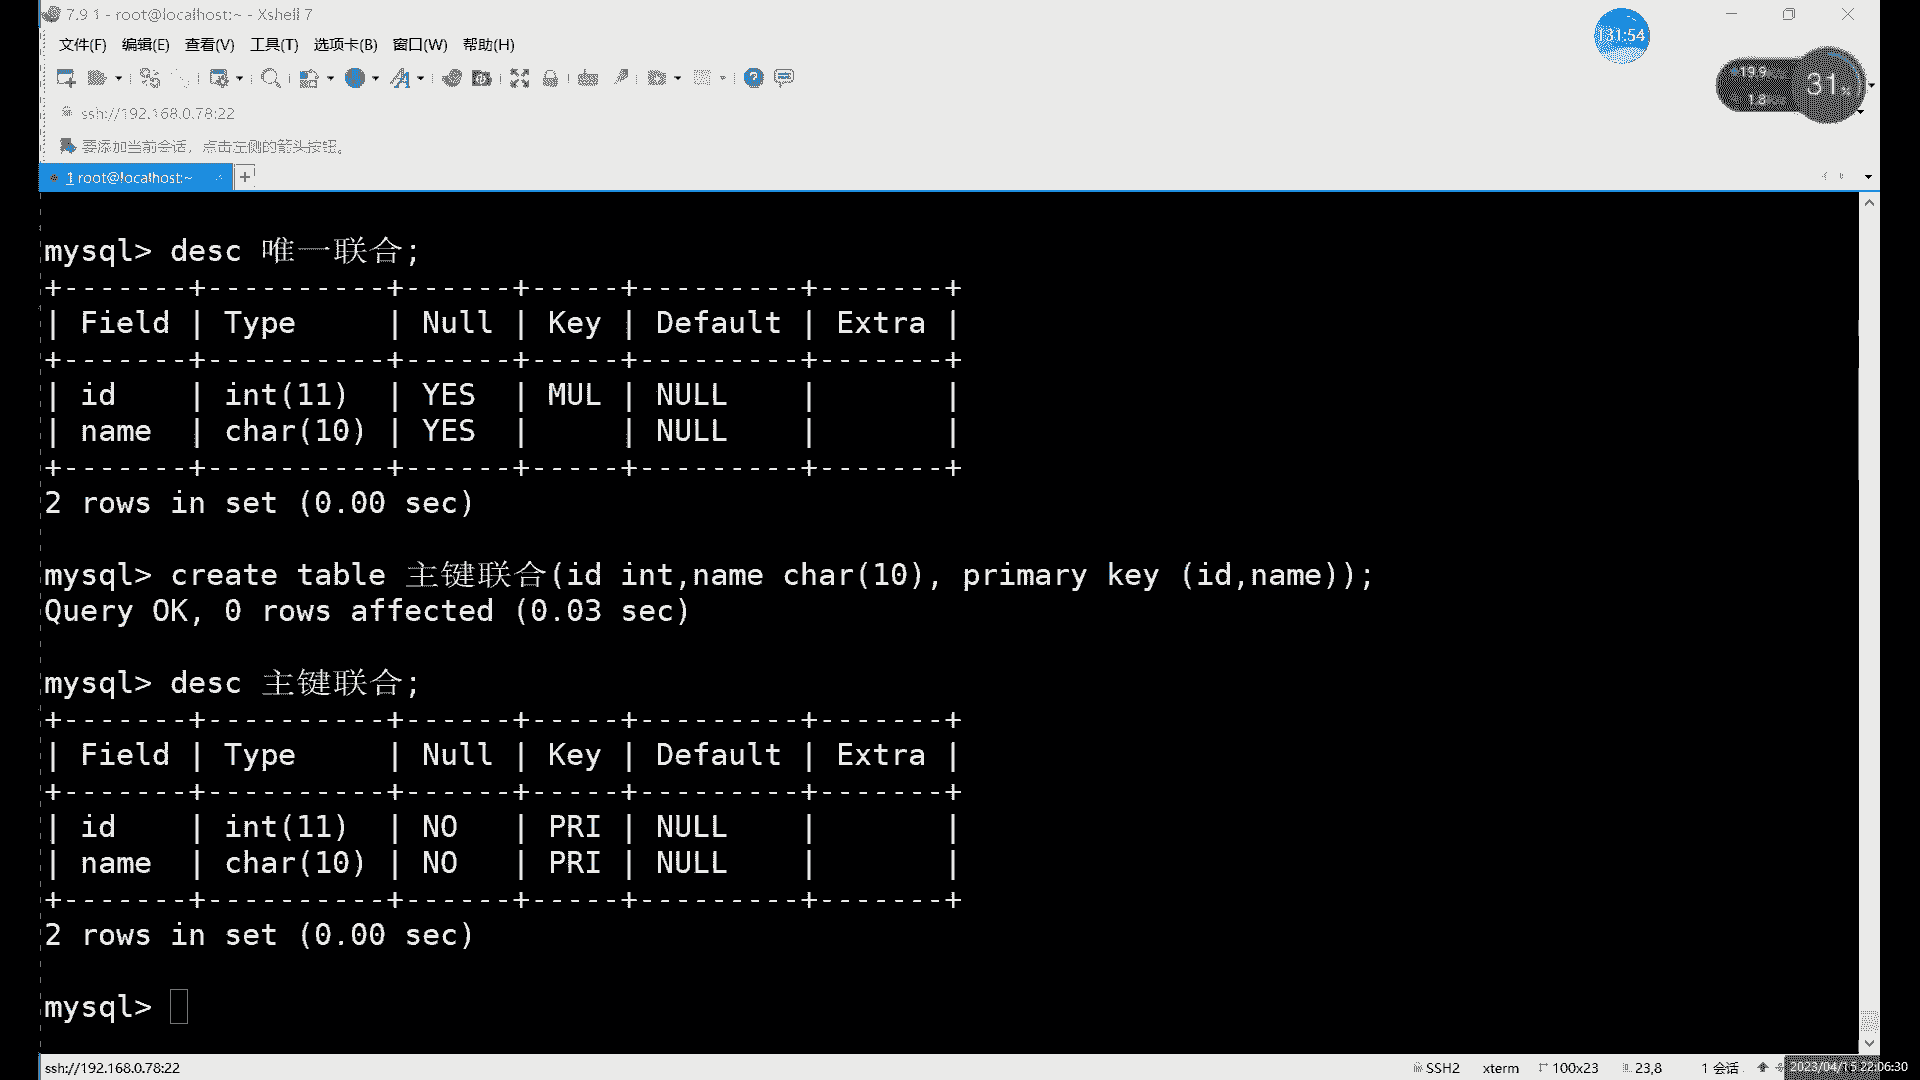 7.9 1 - root@localhost:~ - Xshell 7
31:54
文件(F) 编辑(E) 查看(V) 工具(T) 选项卡(B) 窗口(W) 帮助(H)
19.9
1.8
31%
ssh://192.168.0.78:22
要添加当前会话，点击左侧的箭头按钮。
1 root@localhost:~
mysql> desc 唯一联合;
+-------+----------+------+-----+---------+-------+
| Field | Type     | Null | Key | Default | Extra |
+-------+----------+------+-----+---------+-------+
| id    | int(11)  | YES  | MUL | NULL    |       |
| name  | char(10) | YES  |     | NULL    |       |
+-------+----------+------+-----+---------+-------+
2 rows in set (0.00 sec)
mysql> create table 主键联合(id int,name char(10), primary key (id,name));
Query OK, 0 rows affected (0.03 sec)
mysql> desc 主键联合;
+-------+----------+------+-----+---------+-------+
| Field | Type     | Null | Key | Default | Extra |
+-------+----------+------+-----+---------+-------+
| id    | int(11)  | NO   | PRI | NULL    |       |
| name  | char(10) | NO   | PRI | NULL    |       |
+-------+----------+------+-----+---------+-------+
2 rows in set (0.00 sec)
mysql>
ssh://192.168.0.78:22 SSH2 xterm 100x23 23,8 1 会话 2023/04/15 22:06:30